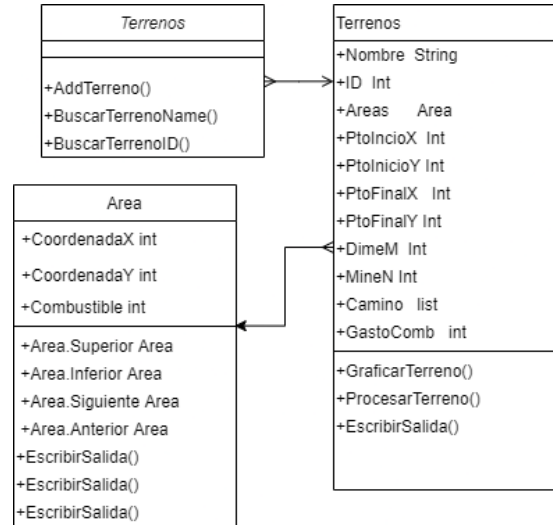 Terrenos
+AddTerreno()
+BuscarTerrenoName()
+BuscarTerrenoID()
Terrenos
+Nombre String
+ID Int
+Areas Area
+PtoIncioX Int
+PtoInicioY Int
+PtoFinalX Int
+PtoFinalY Int
+DimeM Int
+MineN Int
+Camino list
+GastoComb int
+GraficarTerreno()
+ProcesarTerreno()
+EscribirSalida()
Area
+CoordenadaX int
+CoordenadaY int
+Combustible int
+Area.Superior Area
+Area.Inferior Area
+Area.Siguiente Area
+Area.Anterior Area
+EscribirSalida()
+EscribirSalida()
+EscribirSalida()